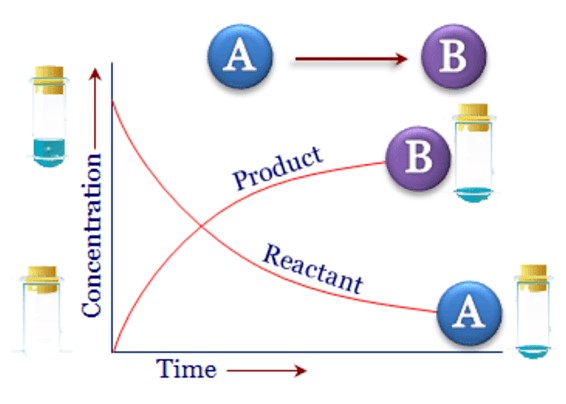 A
B
Product
B
Concentration
Reactant
A
Time